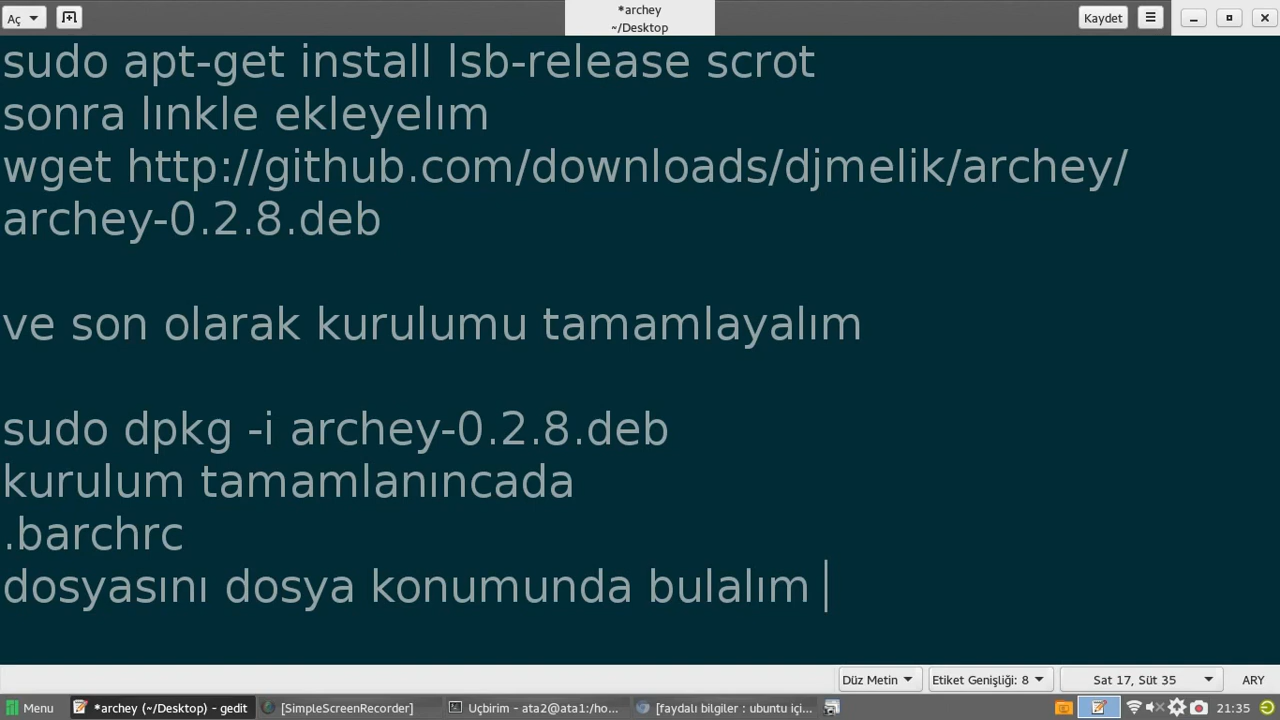 Aç
*archey
~/Desktop
Kaydet
sudo apt-get install lsb-release scrot
sonra lınkle ekleyelım
wget http://github.com/downloads/djmelik/archey/
archey-0.2.8.deb
ve son olarak kurulumu tamamlayalım
sudo dpkg -i archey-0.2.8.deb
kurulum tamamlanıncada
.barchrc
dosyasını dosya konumunda bulalım
Düz Metin
Etiket Genişliği: 8
Sat 17, Süt 35
ARY
Menu
*archey (~/Desktop) - gedit
[SimpleScreenRecorder]
Uçbirim - ata2@ata1:/ho...
[faydalı bilgiler : ubuntu içi...
21:35